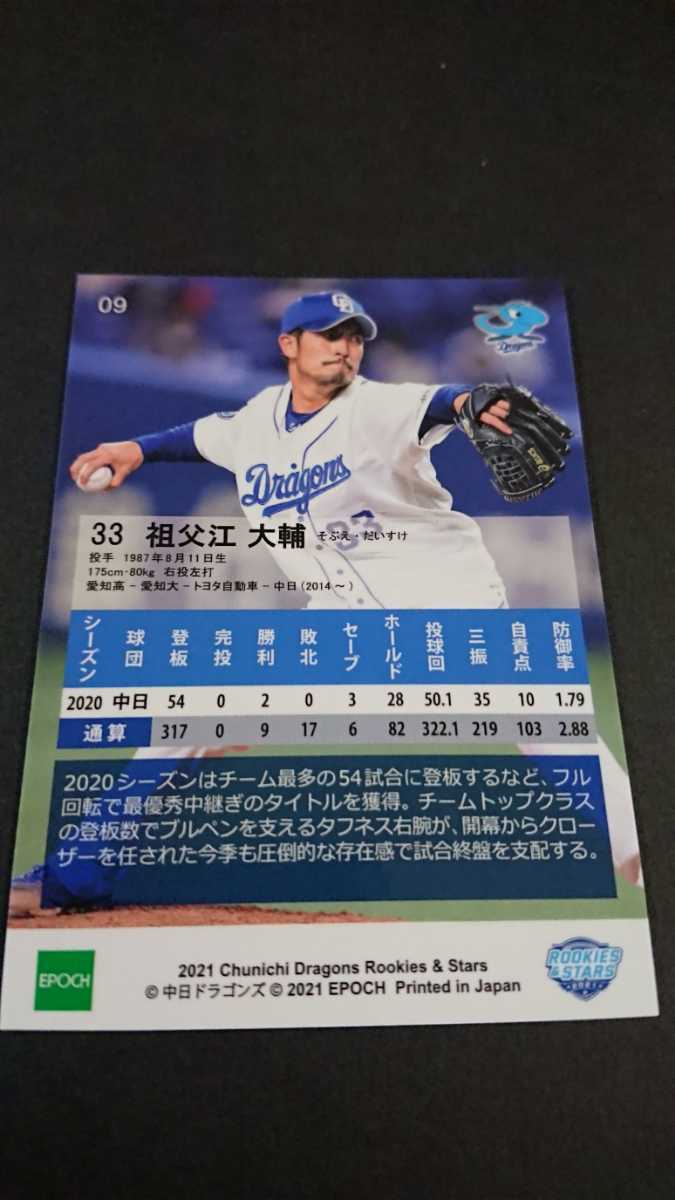 09
Dragons
Dragons
33
33 祖父江 大輔 そぶえ・だいすけ
投手 1987年8月11日生
175cm-80kg 右投左打
愛知高 − 愛知大 − トヨタ自動車 − 中日 (2014 〜 )
シーズン 球団 登板 完投 勝利 敗北 セーブ ホールド 投球回 三振 自責点 防御率
2020 中日 54 0 2 0 3 28 50.1 35 10 1.79
通算 317 0 9 17 6 82 322.1 219 103 2.88
2020シーズンはチーム最多の54試合に登板するなど、フル
回転で最優秀中継ぎのタイトルを獲得。チームトップクラス
の登板数でブルペンを支えるタフネス右腕が、開幕からクロー
ザーを任された今季も圧倒的な存在感で試合終盤を支配する。
EPOCH
2021 Chunichi Dragons Rookies & Stars
© 中日ドラゴンズ © 2021 EPOCH Printed in Japan
ROOKIES
& STARS
2021